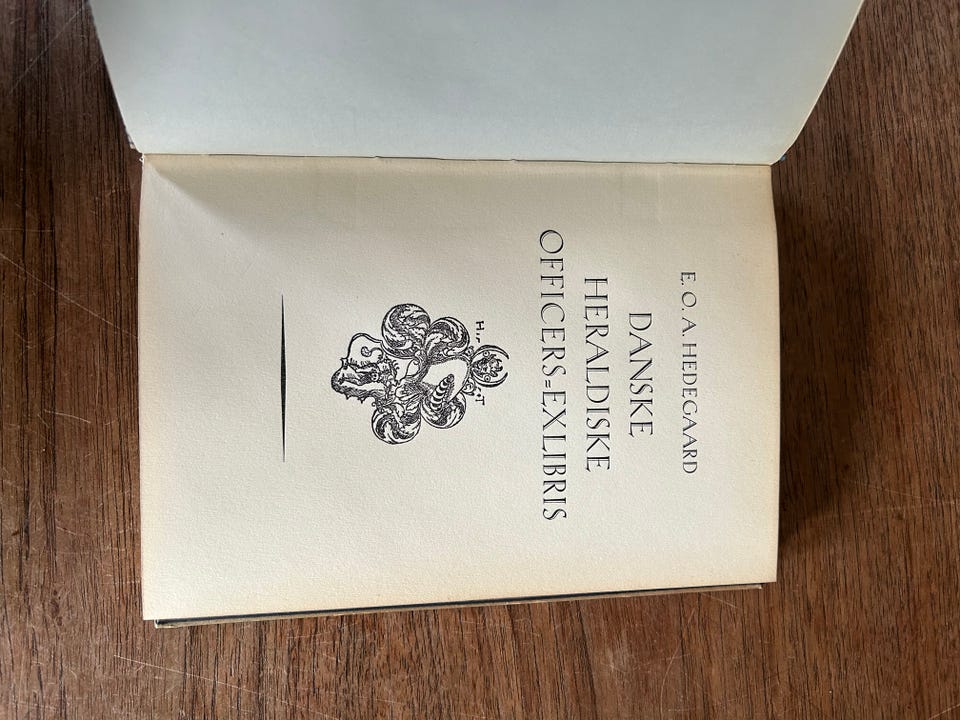 E. O. A. HEDEGAARD
DANSKE
HERALDISKE
OFFICERS=EXLIBRIS